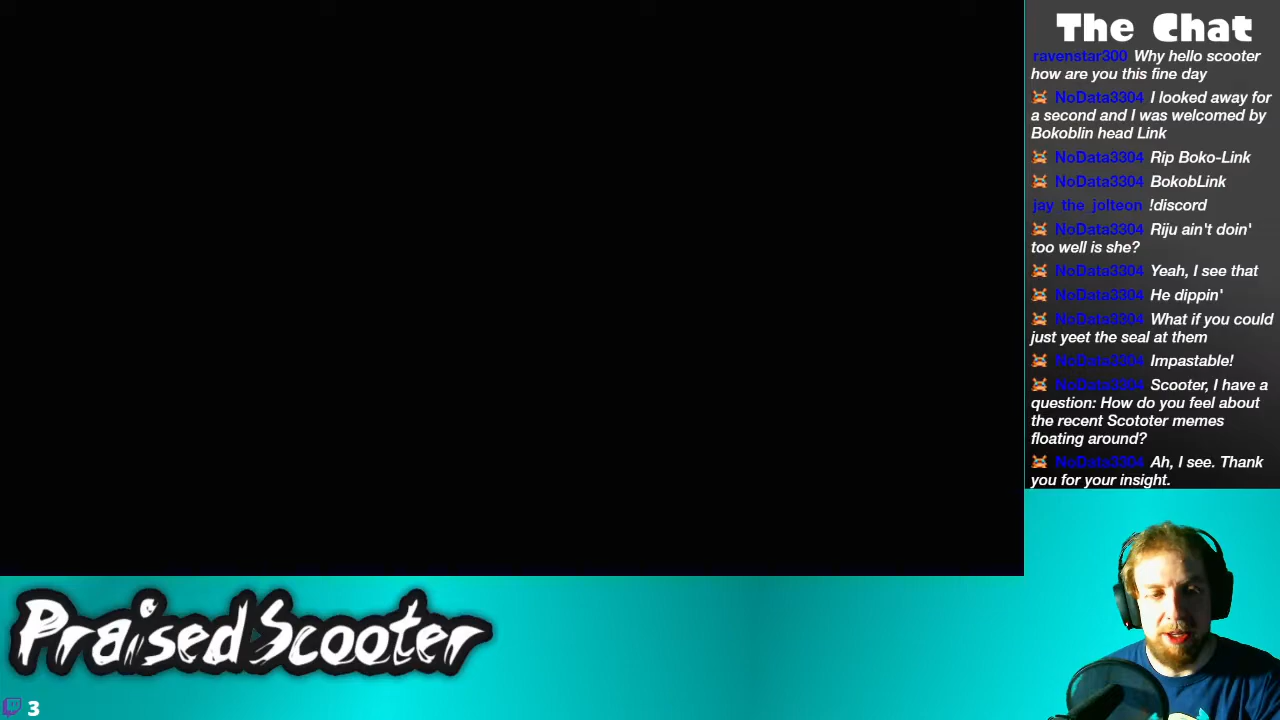 The Chat
ravenstar300 Why hello scooter
how are you this fine day
NoData3304 I looked away for
a second and I was welcomed by
Bokoblin head Link
NoData3304 Rip Boko-Link
NoData3304 BokobLink
jay_the_jolteon !discord
NoData3304 Riju ain't doin'
too well is she?
NoData3304 Yeah, I see that
NoData3304 He dippin'
NoData3304 What if you could
just yeet the seal at them
NoData3304 Impastable!
NoData3304 Scooter, I have a
question: How do you feel about
the recent Scototer memes
floating around?
NoData3304 Ah, I see. Thank
you for your insight.
PraisedScooter
3